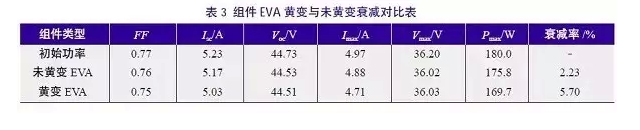 表 3 组件 EVA 黄变与未黄变衰减对比表
组件类型 FF Isc/A Voc/V Imax/A Vmax/V Pmax/W 衰减率 /%
初始功率 0.77 5.23 44.73 4.97 36.20 180.0 -
未黄变 EVA 0.76 5.17 44.53 4.88 36.02 175.8 2.23
黄变 EVA 0.75 5.03 44.51 4.71 36.03 169.7 5.70